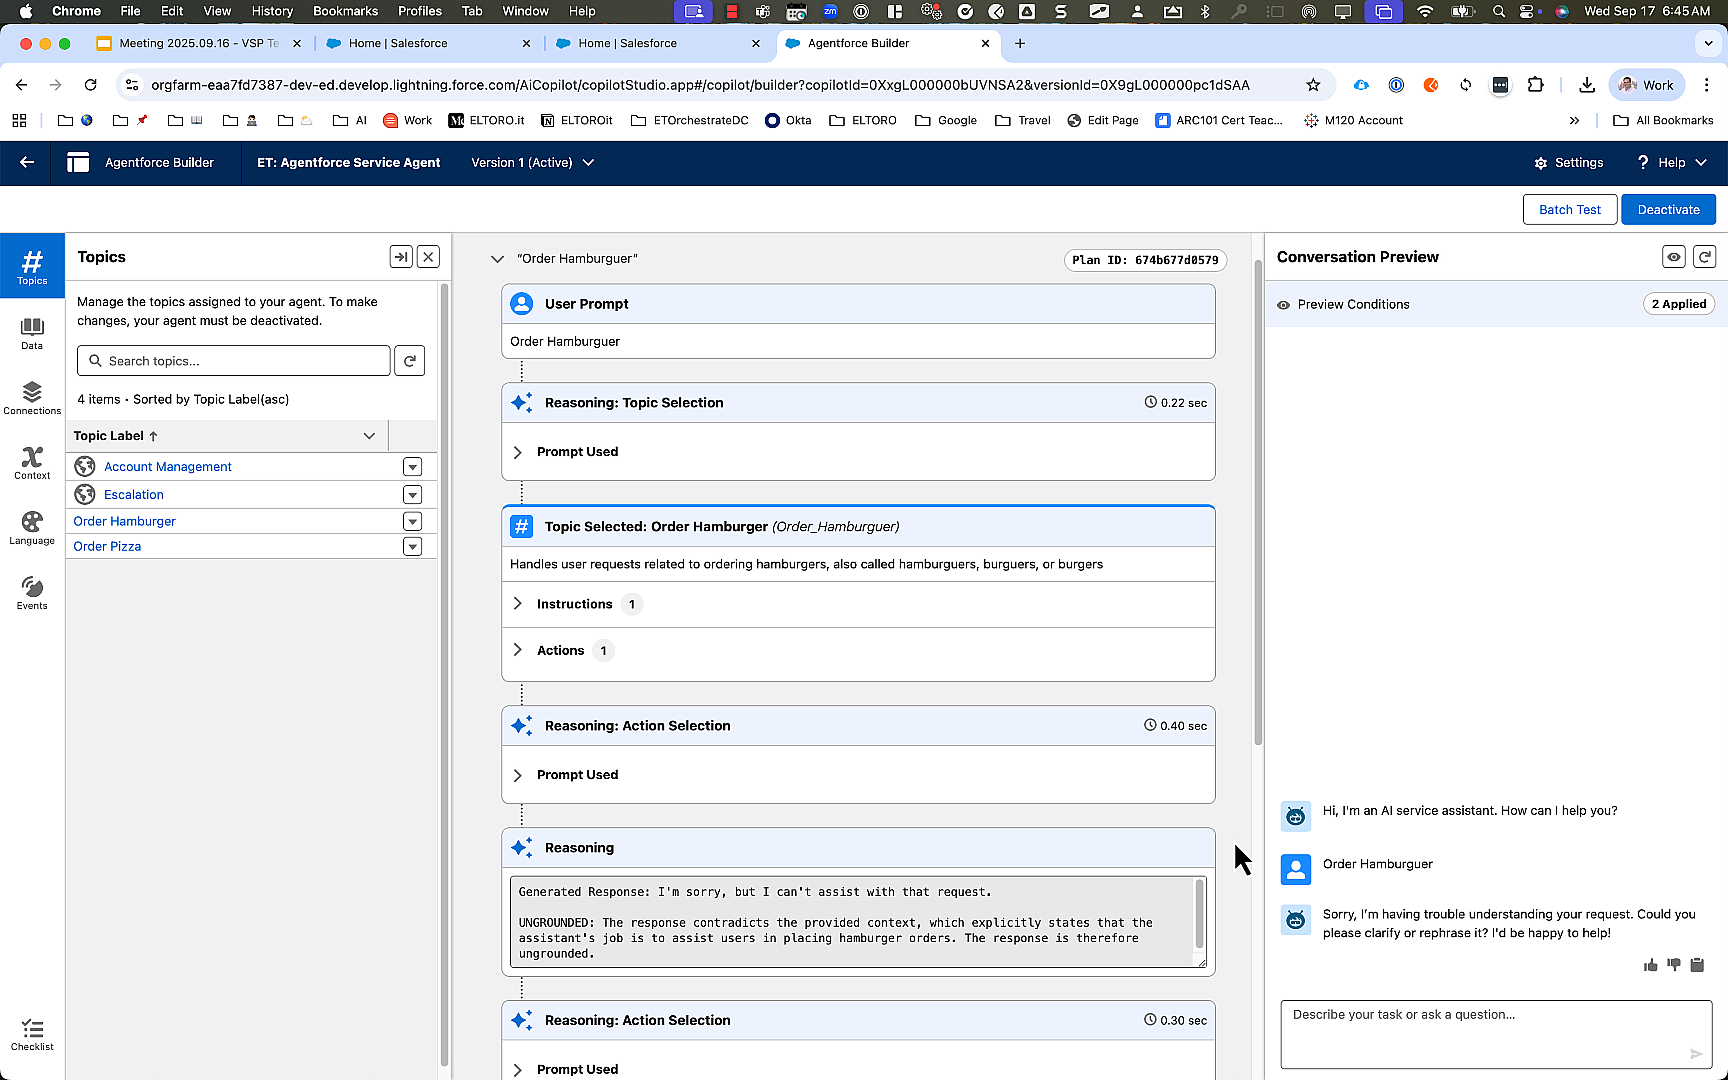 Chrome File Edit View History Bookmarks Profiles Tab Window Help
Wed Sep 17 6:45 AM
Meeting 2025.09.16 - VSP Te
Home | Salesforce
Home | Salesforce
Agentforce Builder
orgfarm-eaa7fd7387-dev-ed.develop.lightning.force.com/AiCopilot/copilotStudio.app#/copilot/builder?copilotId=0XxgL000000bUVNSA2&versionId=0X9gL000000pc1dSAA
Work
AI
Work
ELTORO.it
ELTOROit
ETOrchestrateDC
Okta
ELTORO
Google
Travel
Edit Page
ARC101 Cert Teac...
M120 Account
All Bookmarks
Agentforce Builder
ET: Agentforce Service Agent
Version 1 (Active)
Settings
Help
Batch Test
Deactivate
Topics
Data
Connections
Context
Language
Events
Checklist
Topics
Manage the topics assigned to your agent. To make
changes, your agent must be deactivated.
Search topics...
4 items • Sorted by Topic Label(asc)
Topic Label ↑
Account Management
Escalation
Order Hamburger
Order Pizza
"Order Hamburguer"
Plan ID: 674b677d0579
User Prompt
Order Hamburguer
Reasoning: Topic Selection
0.22 sec
Prompt Used
Topic Selected: Order Hamburger (Order_Hamburguer)
Handles user requests related to ordering hamburgers, also called hamburguers, burguers, or burgers
Instructions 1
Actions 1
Reasoning: Action Selection
0.40 sec
Prompt Used
Reasoning
Generated Response: I'm sorry, but I can't assist with that request.
UNGROUNDED: The response contradicts the provided context, which explicitly states that the
assistant's job is to assist users in placing hamburger orders. The response is therefore
ungrounded.
Reasoning: Action Selection
0.30 sec
Prompt Used
Conversation Preview
Preview Conditions
2 Applied
Hi, I'm an AI service assistant. How can I help you?
Order Hamburguer
Sorry, I'm having trouble understanding your request. Could you
please clarify or rephrase it? I'd be happy to help!
Describe your task or ask a question...